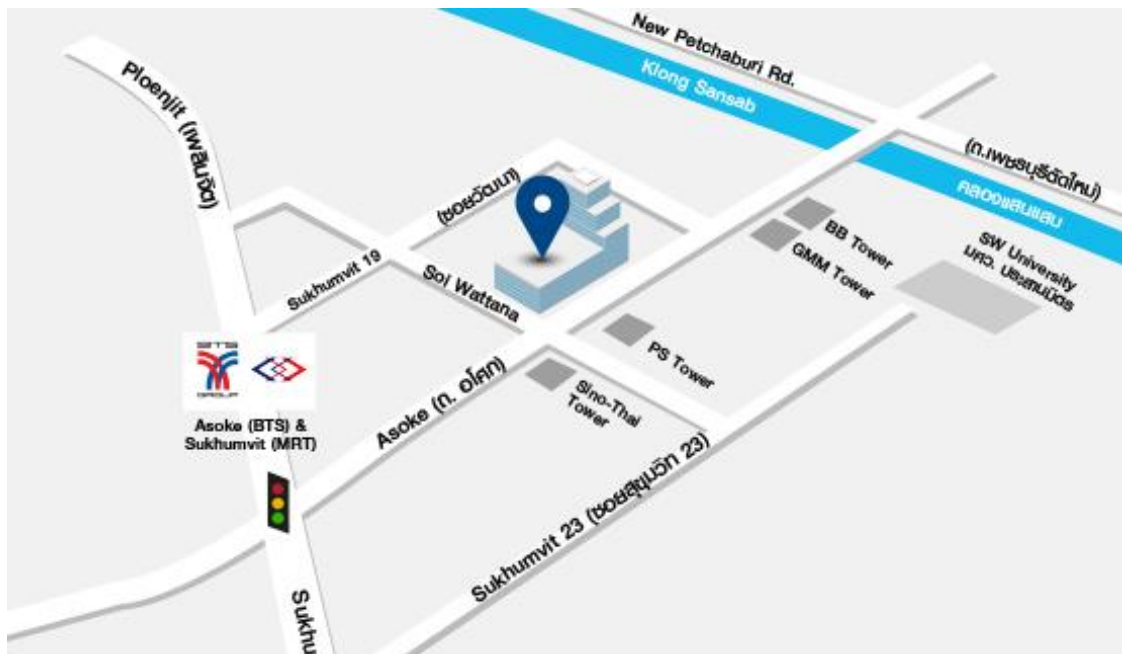 New Petchaburi Rd.
Klong Sansab
Ploenjit (เพลินจิต)
(ถ.เพชรบุรีตัดใหม่)
คลองแสนแสบ
(ซอยวัฒนา)
Sukhumvit 19
Soi Wattana
BB Tower
GMM Tower
SW University
มศว. ประสานมิตร
PS Tower
Sino-Thai
Tower
BTS
GROUP
Asoke (BTS) &
Sukhumvit (MRT)
Asoke (ถ. อโศก)
Sukhumvit 23 (ซอยสุขุมวิท 23)
Sukhu